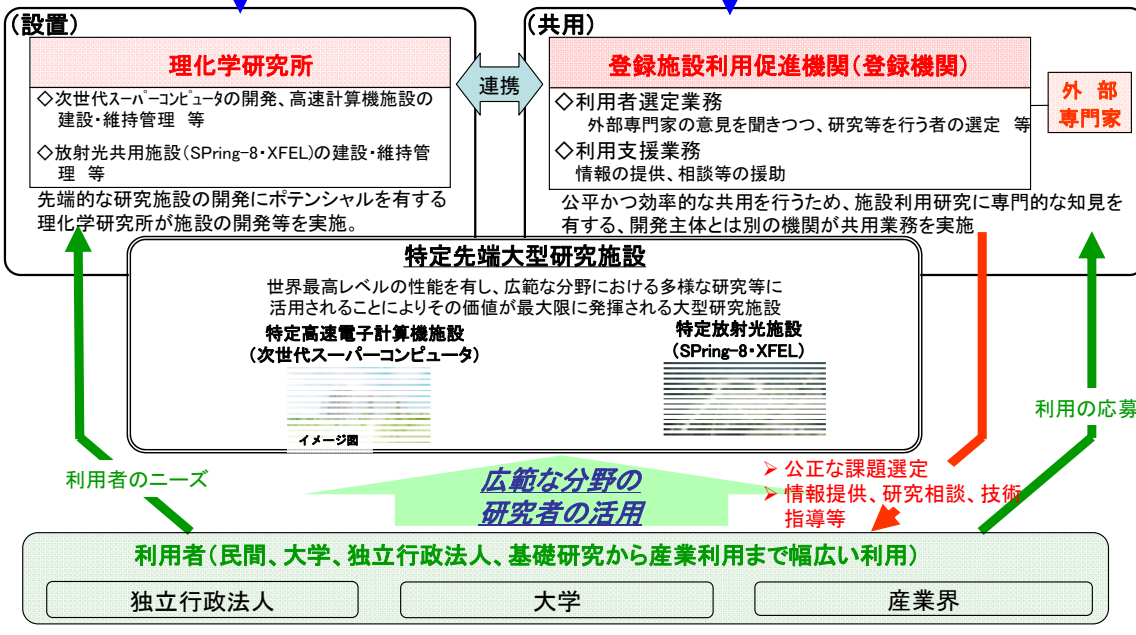 (設置)
理化学研究所
◇次世代スーパーコンピュータの開発、高速計算機施設の
建設・維持管理 等
◇放射光共用施設(SPring-8・XFEL)の建設・維持管
理 等
先端的な研究施設の開発にポテンシャルを有する
理化学研究所が施設の開発等を実施。
連携
(共用)
登録施設利用促進機関(登録機関)
◇利用者選定業務
外部専門家の意見を聞きつつ、研究等を行う者の選定 等
◇利用支援業務
情報の提供、相談等の援助
公平かつ効率的な共用を行うため、施設利用研究に専門的な知見を
有する、開発主体とは別の機関が共用業務を実施
外 部
専門家
特定先端大型研究施設
世界最高レベルの性能を有し、広範な分野における多様な研究等に
活用されることによりその価値が最大限に発揮される大型研究施設
特定高速電子計算機施設
(次世代スーパーコンピュータ)
イメージ図
特定放射光施設
(SPring-8・XFEL)
利用の応募
利用者のニーズ
広範な分野の
研究者の活用
➢ 公正な課題選定
➢ 情報提供、研究相談、技術
指導等
利用者(民間、大学、独立行政法人、基礎研究から産業利用まで幅広い利用)
独立行政法人
大学
産業界